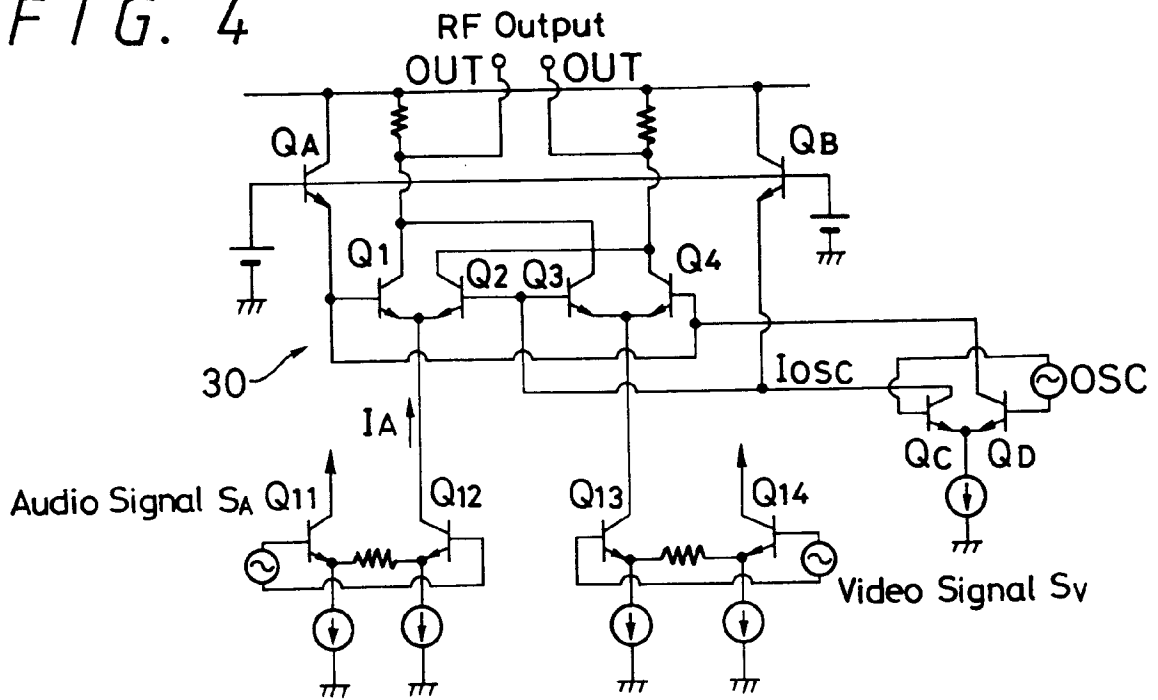 FIG. 4
RF Output
OUT OUT
QA
QB
Q1
Q2
Q3
Q4
30
IOSC
OSC
IA
QC
QD
Audio Signal SA
Q11
Q12
Q13
Q14
Video Signal SV